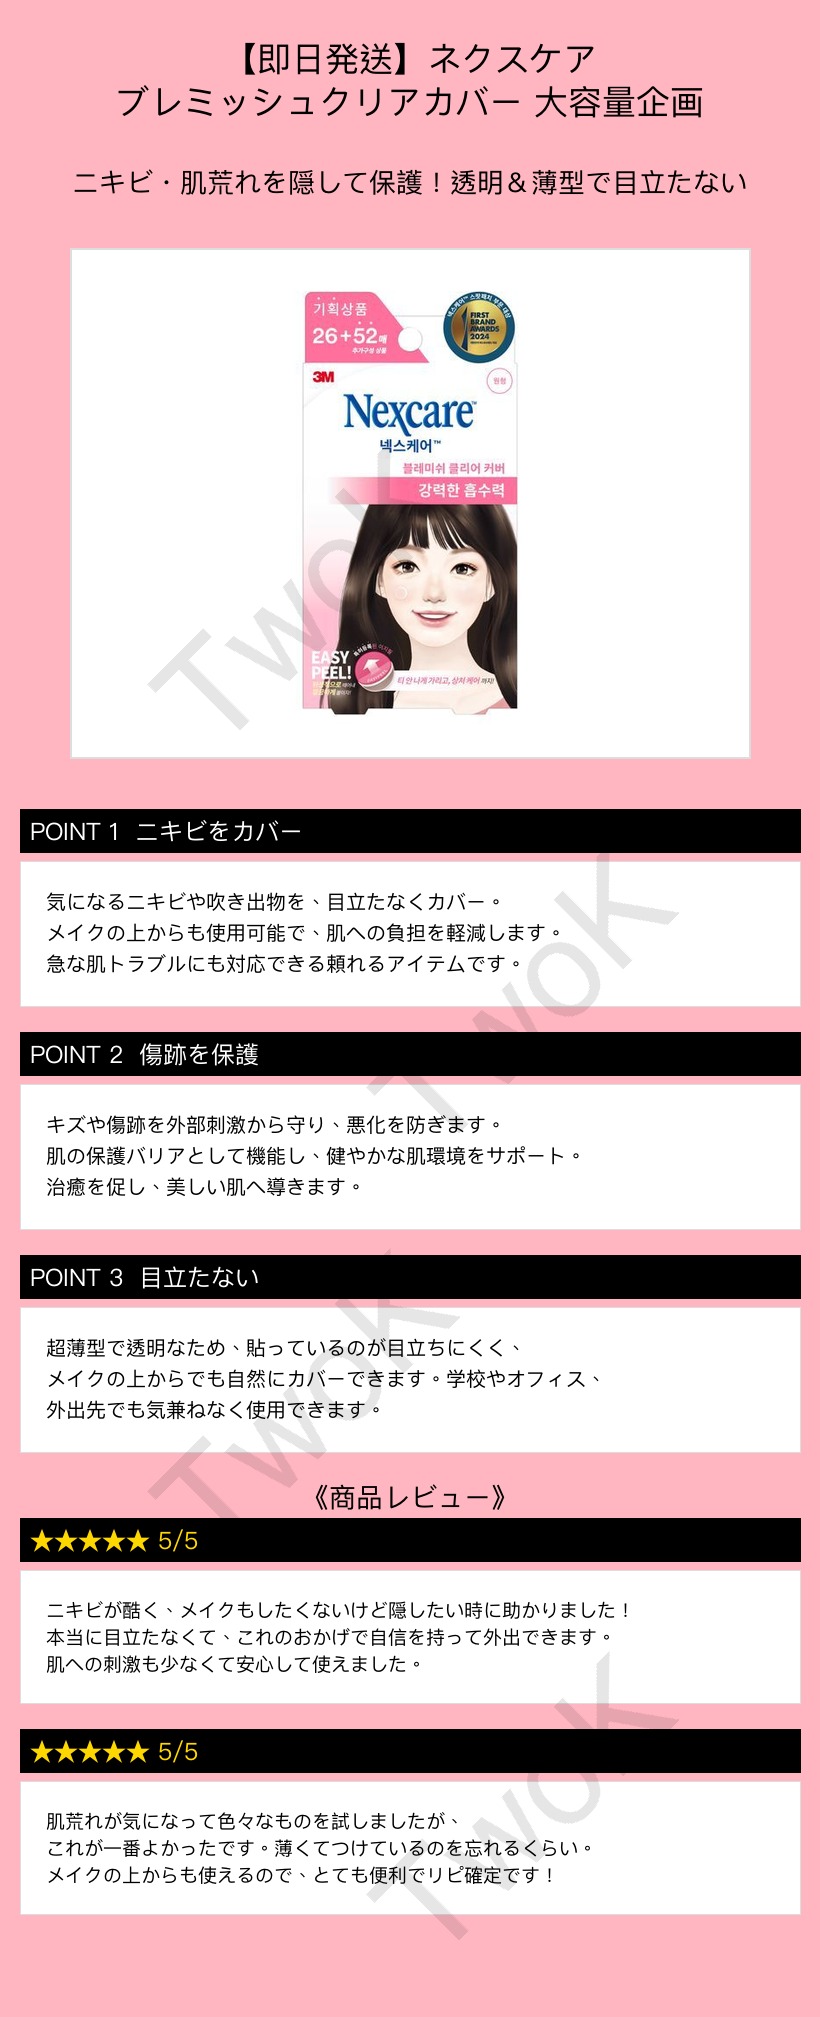 【即日発送】ネクスケア
ブレミッシュクリアカバー 大容量企画
ニキビ・肌荒れを隠して保護！透明＆薄型で目立たない
기획상품
26+52매
추가구성 상품
넥스케어™ 스팟패치 부문 대상
FIRST
BRAND
AWARDS
2024
3M
원형
Nexcare™
넥스케어™
블레미쉬 클리어 커버
강력한 흡수력
EASY
PEEL!
티 안 나게 가리고, 상처 케어 까지!
TwoK
POINT 1 ニキビをカバー
気になるニキビや吹き出物を、目立たなくカバー。
メイクの上からも使用可能で、肌への負担を軽減します。
急な肌トラブルにも対応できる頼れるアイテムです。
TwoK
POINT 2 傷跡を保護
キズや傷跡を外部刺激から守り、悪化を防ぎます。
肌の保護バリアとして機能し、健やかな肌環境をサポート。
治癒を促し、美しい肌へ導きます。
POINT 3 目立たない
超薄型で透明なため、貼っているのが目立ちにくく、
メイクの上からでも自然にカバーできます。学校やオフィス、
外出先でも気兼ねなく使用できます。
TwoK
《商品レビュー》
★★★★★ 5/5
ニキビが酷く、メイクもしたくないけど隠したい時に助かりました！
本当に目立たなくて、これのおかげで自信を持って外出できます。
肌への刺激も少なくて安心して使えました。
★★★★★ 5/5
肌荒れが気になって色々なものを試しましたが、
これが一番よかったです。薄くてつけているのを忘れるくらい。
メイクの上からも使えるので、とても便利でリピ確定です！
TwoK